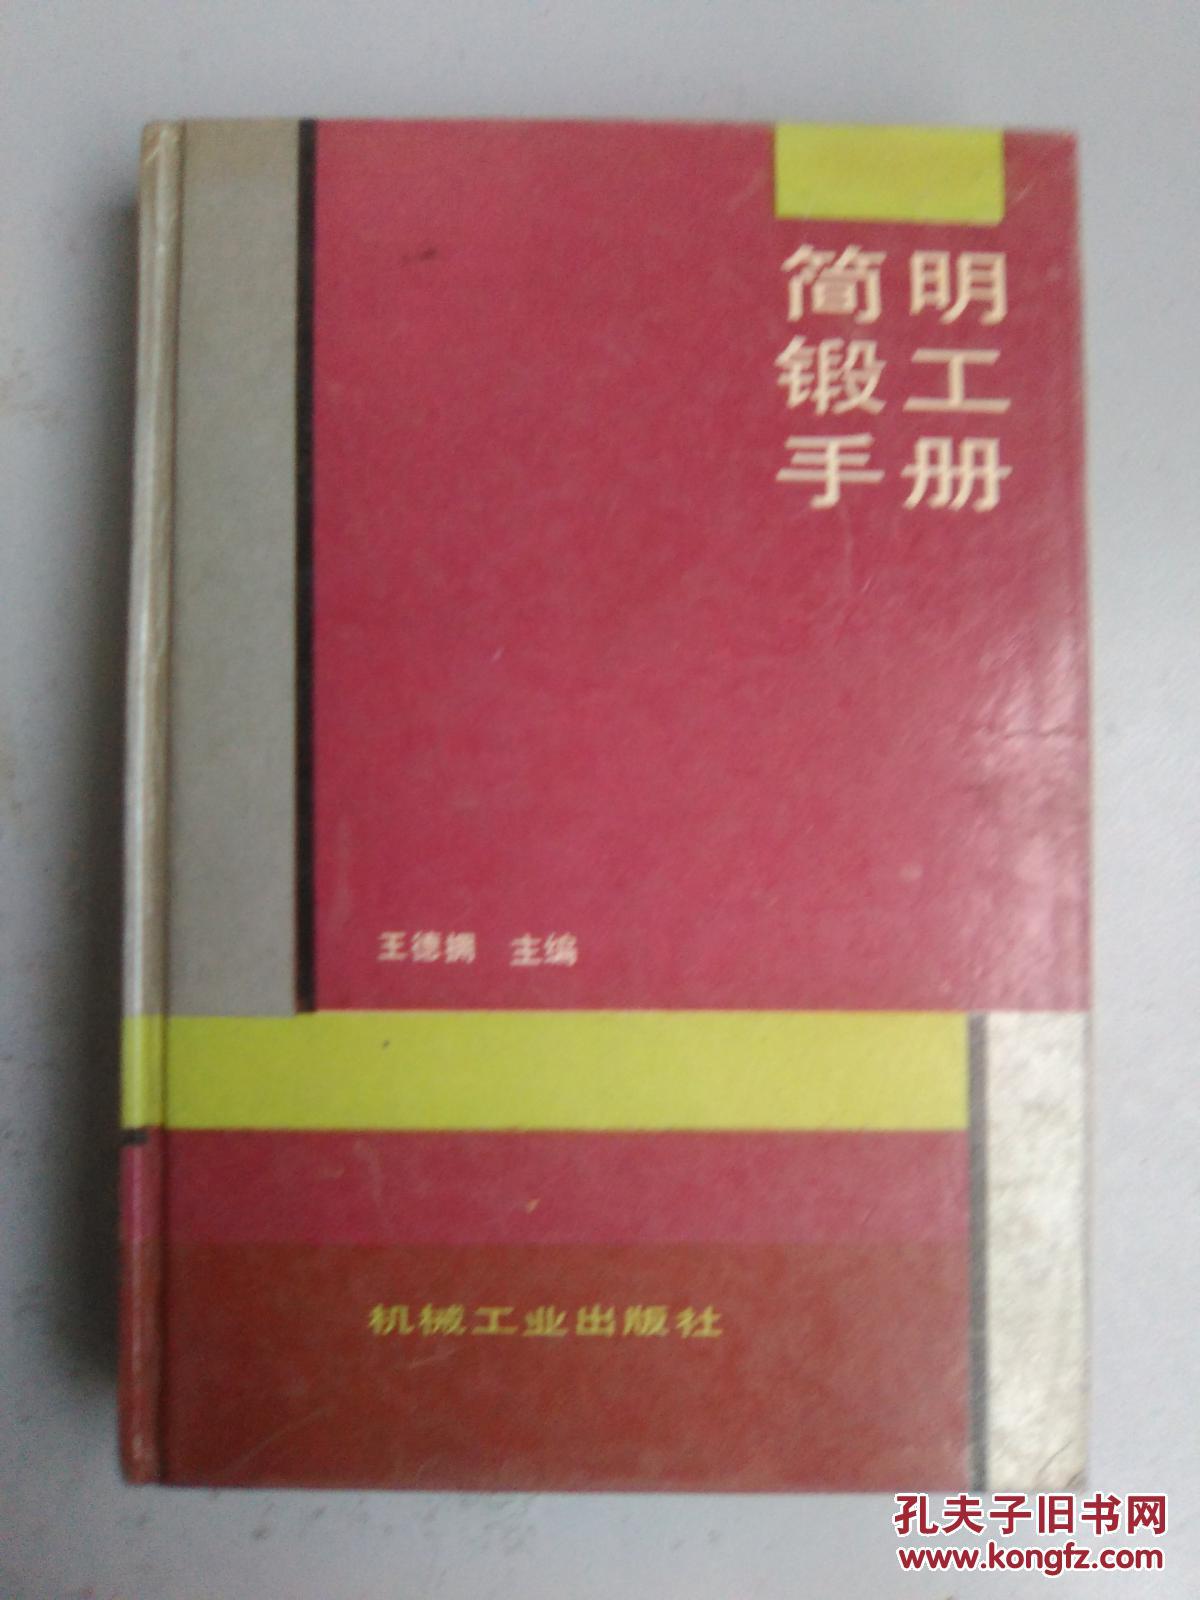 简明
锻工
手册
王德拥 主编
机械工业出版社
孔夫子旧书网
www.kongfz.com